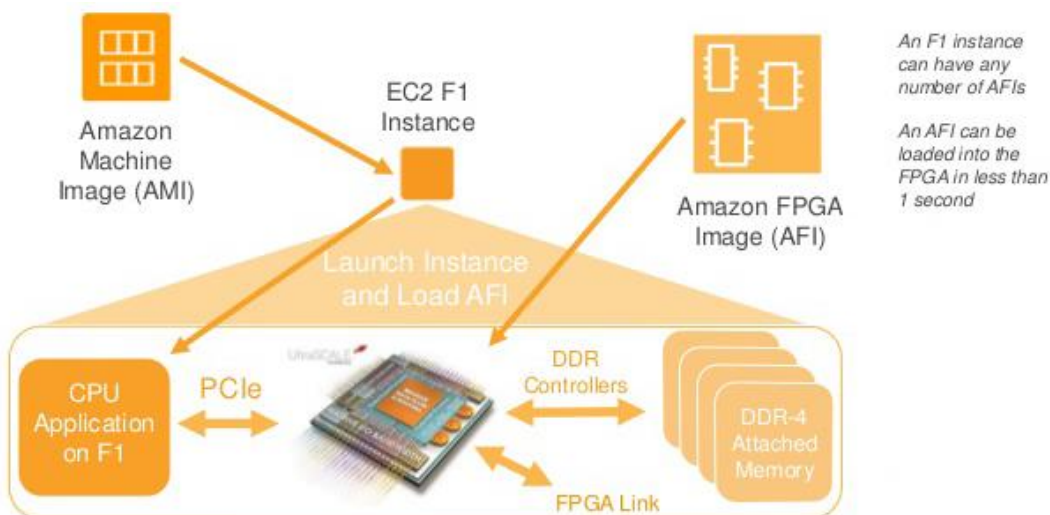 An F1 instance
can have any
number of AFIs
An AFI can be
loaded into the
FPGA in less than
1 second
Amazon
Machine
Image (AMI)
EC2 F1
Instance
Amazon FPGA
Image (AFI)
Launch Instance
and Load AFI
CPU
Application
on F1
PCIe
UltraSCALE
DDR
Controllers
DDR-4
Attached
Memory
FPGA Link